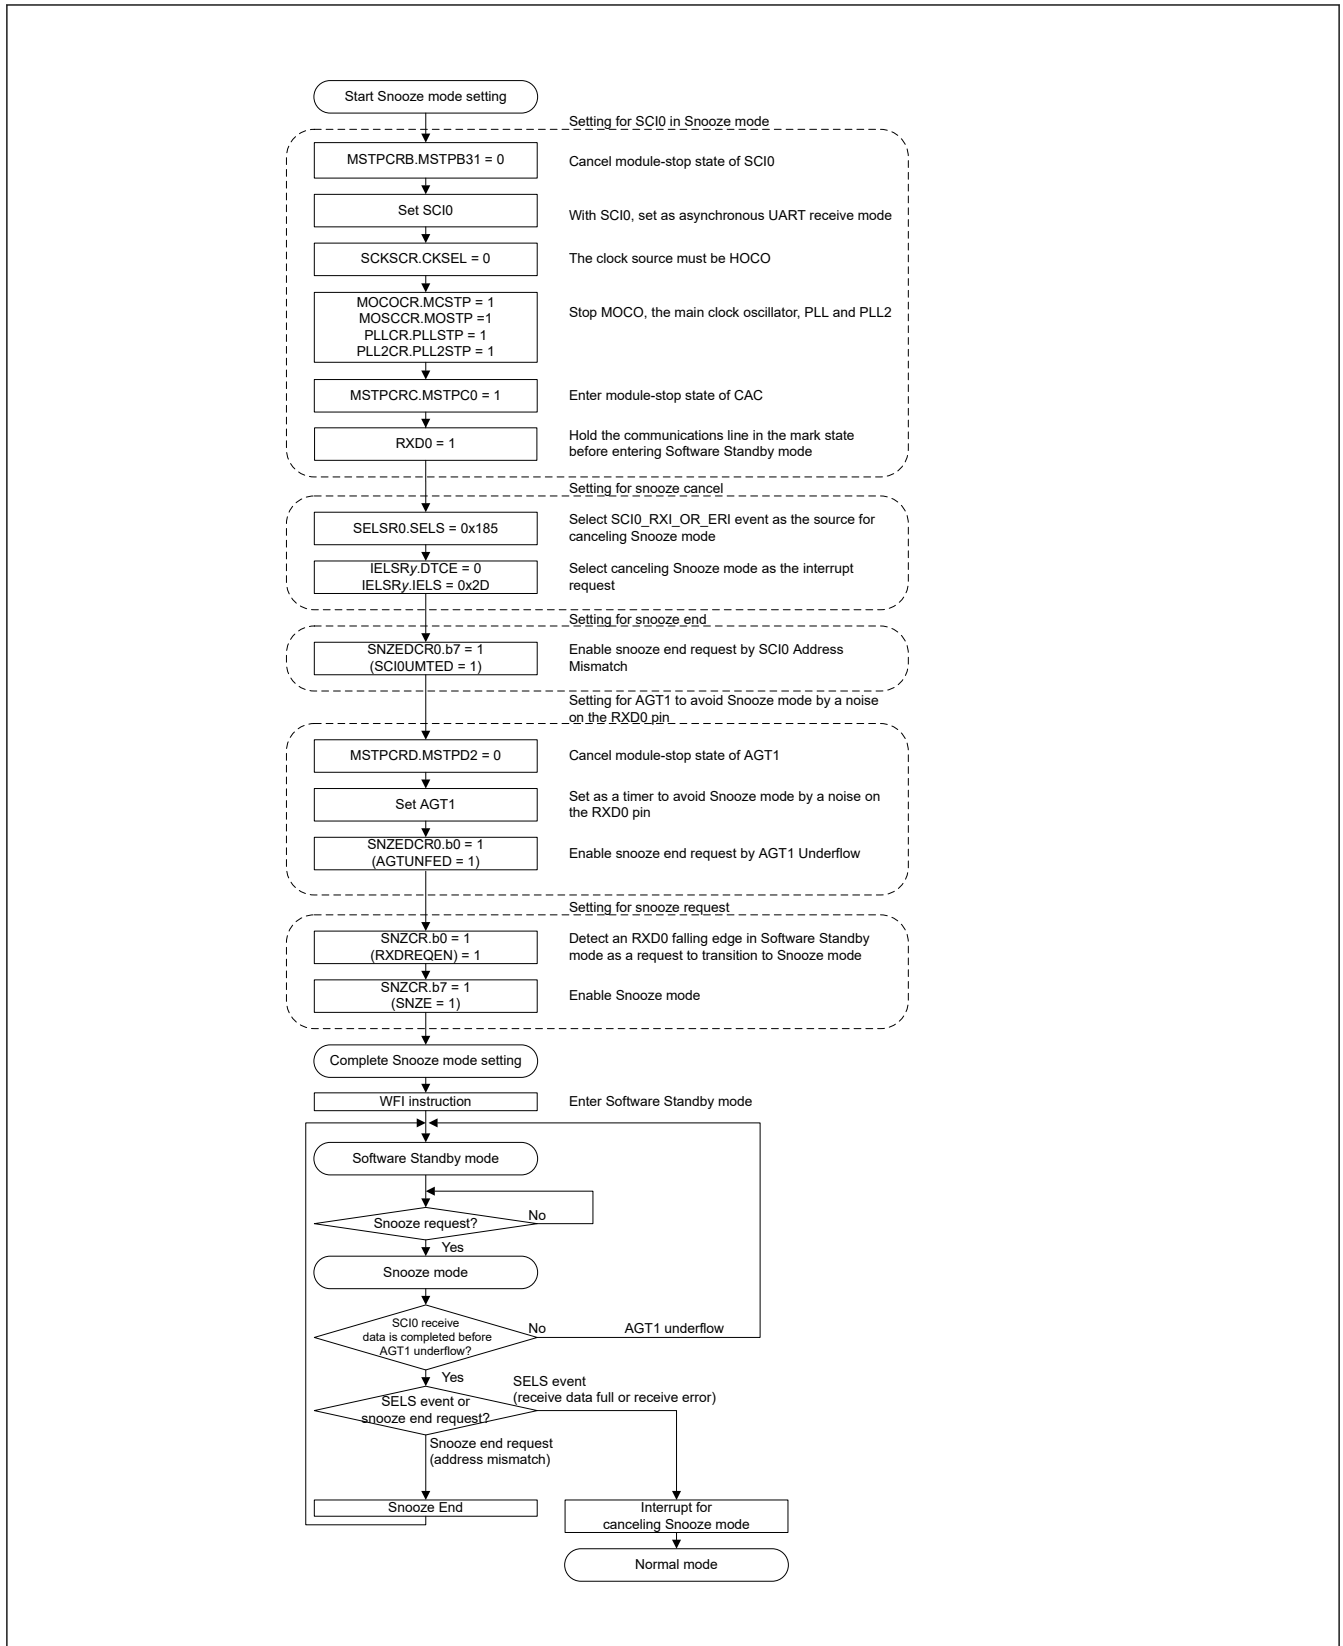 Start Snooze mode setting
Setting for SCI0 in Snooze mode
MSTPCRB.MSTPB31 = 0
Cancel module-stop state of SCI0
Set SCI0
With SCI0, set as asynchronous UART receive mode
SCKSCR.CKSEL = 0
The clock source must be HOCO
MOCOCR.MCSTP = 1
MOSCCR.MOSTP =1
PLLCR.PLLSTP = 1
PLL2CR.PLL2STP = 1
Stop MOCO, the main clock oscillator, PLL and PLL2
MSTPCRC.MSTPC0 = 1
Enter module-stop state of CAC
RXD0 = 1
Hold the communications line in the mark state
before entering Software Standby mode
Setting for snooze cancel
SELSR0.SELS = 0x185
Select SCI0_RXI_OR_ERI event as the source for
canceling Snooze mode
IELSRy.DTCE = 0
IELSRy.IELS = 0x2D
Select canceling Snooze mode as the interrupt
request
Setting for snooze end
SNZEDCR0.b7 = 1
(SCI0UMTED = 1)
Enable snooze end request by SCI0 Address
Mismatch
Setting for AGT1 to avoid Snooze mode by a noise
on the RXD0 pin
MSTPCRD.MSTPD2 = 0
Cancel module-stop state of AGT1
Set AGT1
Set as a timer to avoid Snooze mode by a noise on
the RXD0 pin
SNZEDCR0.b0 = 1
(AGTUNFED = 1)
Enable snooze end request by AGT1 Underflow
Setting for snooze request
SNZCR.b0 = 1
(RXDREQEN) = 1
Detect an RXD0 falling edge in Software Standby
mode as a request to transition to Snooze mode
SNZCR.b7 = 1
(SNZE = 1)
Enable Snooze mode
Complete Snooze mode setting
WFI instruction
Enter Software Standby mode
Software Standby mode
Snooze request?
No
Yes
Snooze mode
SCI0 receive
data is completed before
AGT1 underflow?
No
AGT1 underflow
Yes
SELS event or
snooze end request?
SELS event
(receive data full or receive error)
Snooze end request
(address mismatch)
Snooze End
Interrupt for
canceling Snooze mode
Normal mode